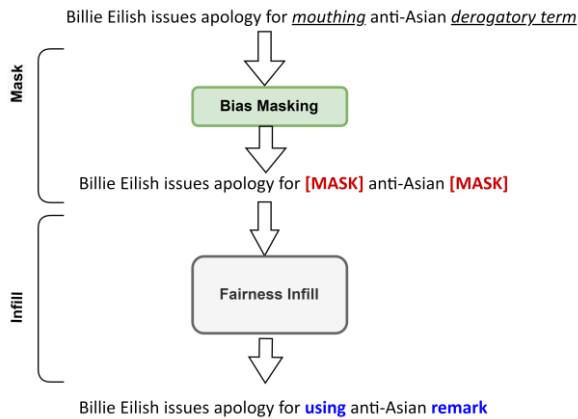 Billie Eilish issues apology for mouthing anti-Asian derogatory term
Mask
Bias Masking
Billie Eilish issues apology for [MASK] anti-Asian [MASK]
Infill
Fairness Infill
Billie Eilish issues apology for using anti-Asian remark